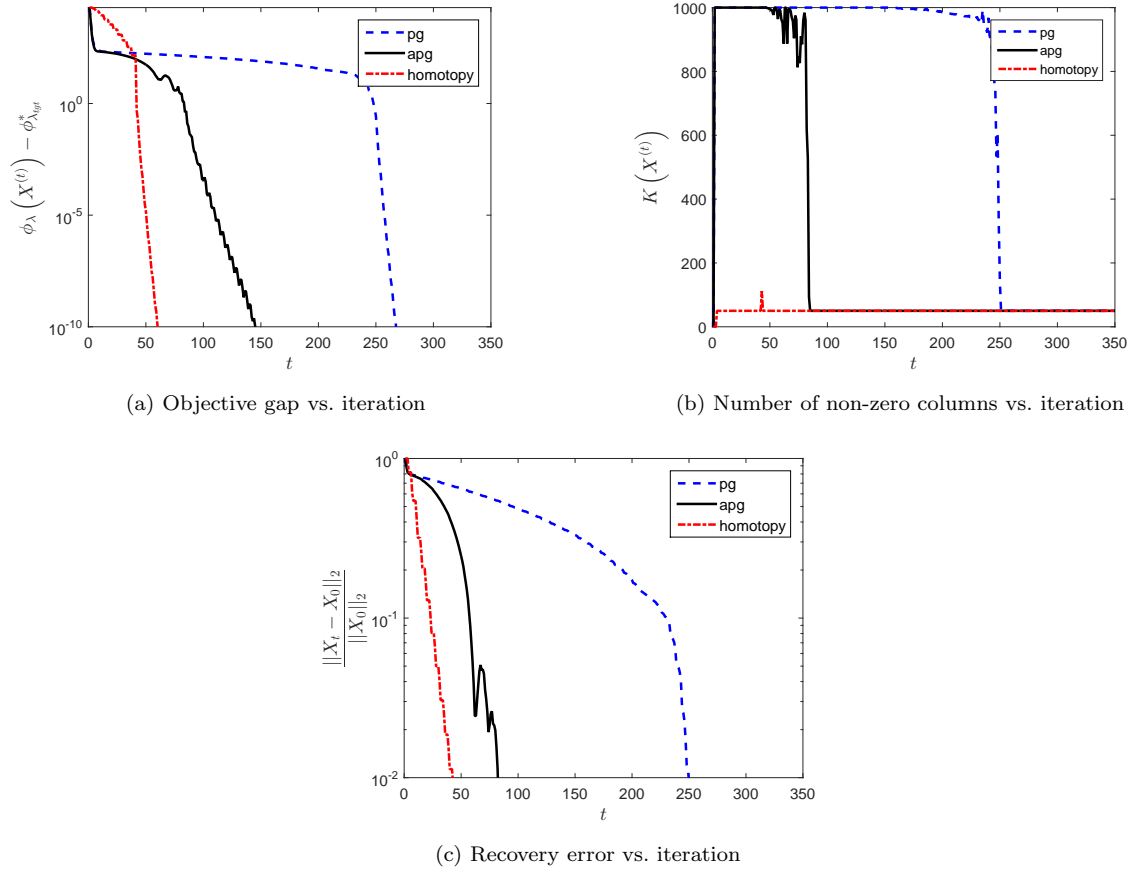 pg
apg
homotopy
10^0
10^-5
10^-10
ϕ_λ (X^(t)) − ϕ*_λ_tgt
0 50 100 150 200 250 300 350
t
(a) Objective gap vs. iteration
1000
800
600
400
200
0
K (X^(t))
pg
apg
homotopy
0 50 100 150 200 250 300 350
t
(b) Number of non-zero columns vs. iteration
10^0
10^-1
10^-2
||X_t − X_0||_2
||X_0||_2
pg
apg
homotopy
0 50 100 150 200 250 300 350
t
(c) Recovery error vs. iteration